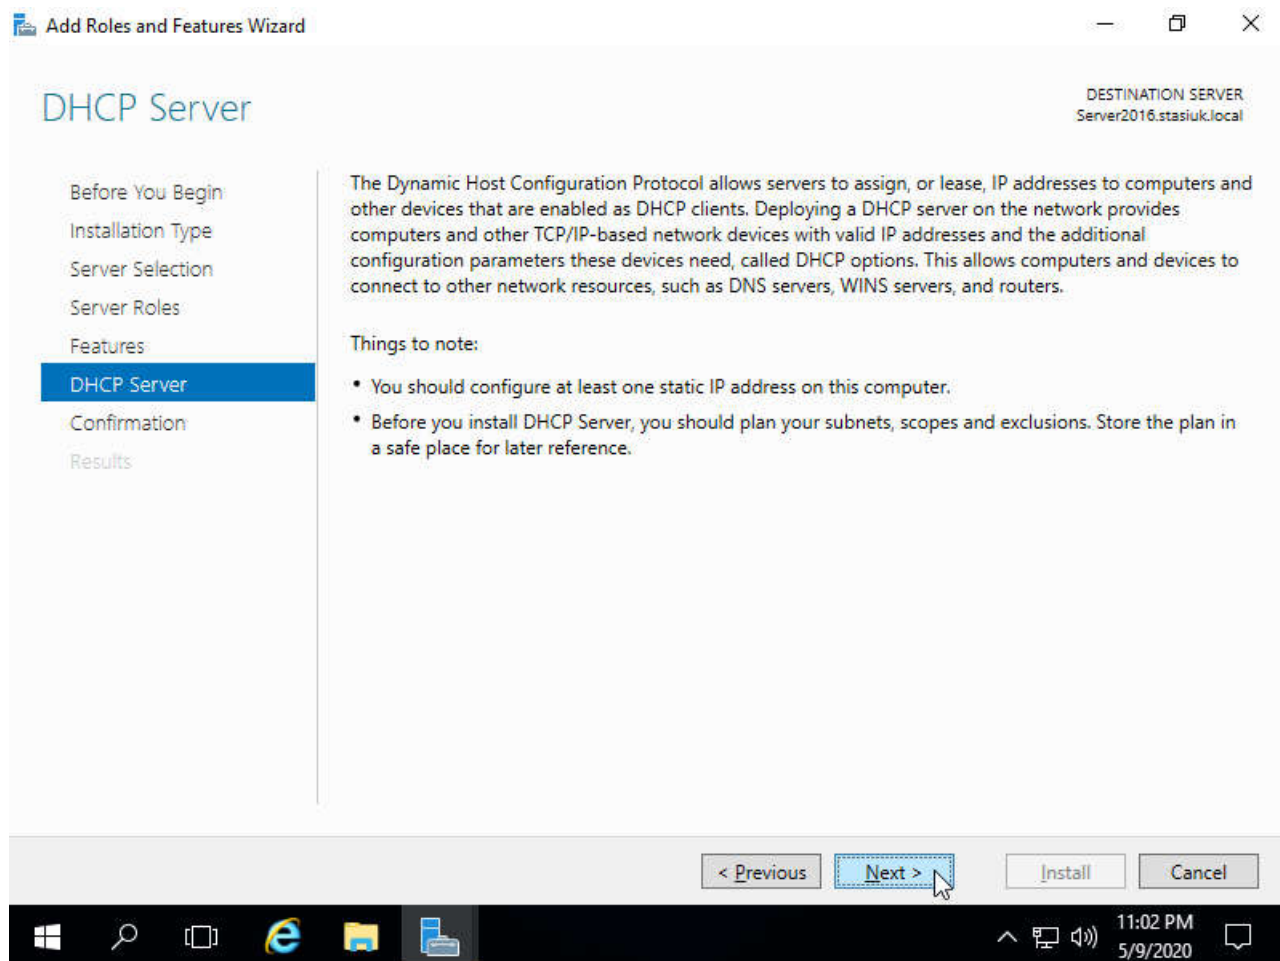 Add Roles and Features Wizard
DHCP Server
DESTINATION SERVER
Server2016.stasiuk.local
Before You Begin
Installation Type
Server Selection
Server Roles
Features
DHCP Server
Confirmation
Results
The Dynamic Host Configuration Protocol allows servers to assign, or lease, IP addresses to computers and
other devices that are enabled as DHCP clients. Deploying a DHCP server on the network provides
computers and other TCP/IP-based network devices with valid IP addresses and the additional
configuration parameters these devices need, called DHCP options. This allows computers and devices to
connect to other network resources, such as DNS servers, WINS servers, and routers.
Things to note:
• You should configure at least one static IP address on this computer.
• Before you install DHCP Server, you should plan your subnets, scopes and exclusions. Store the plan in
a safe place for later reference.
< Previous
Next >
Install
Cancel
11:02 PM
5/9/2020